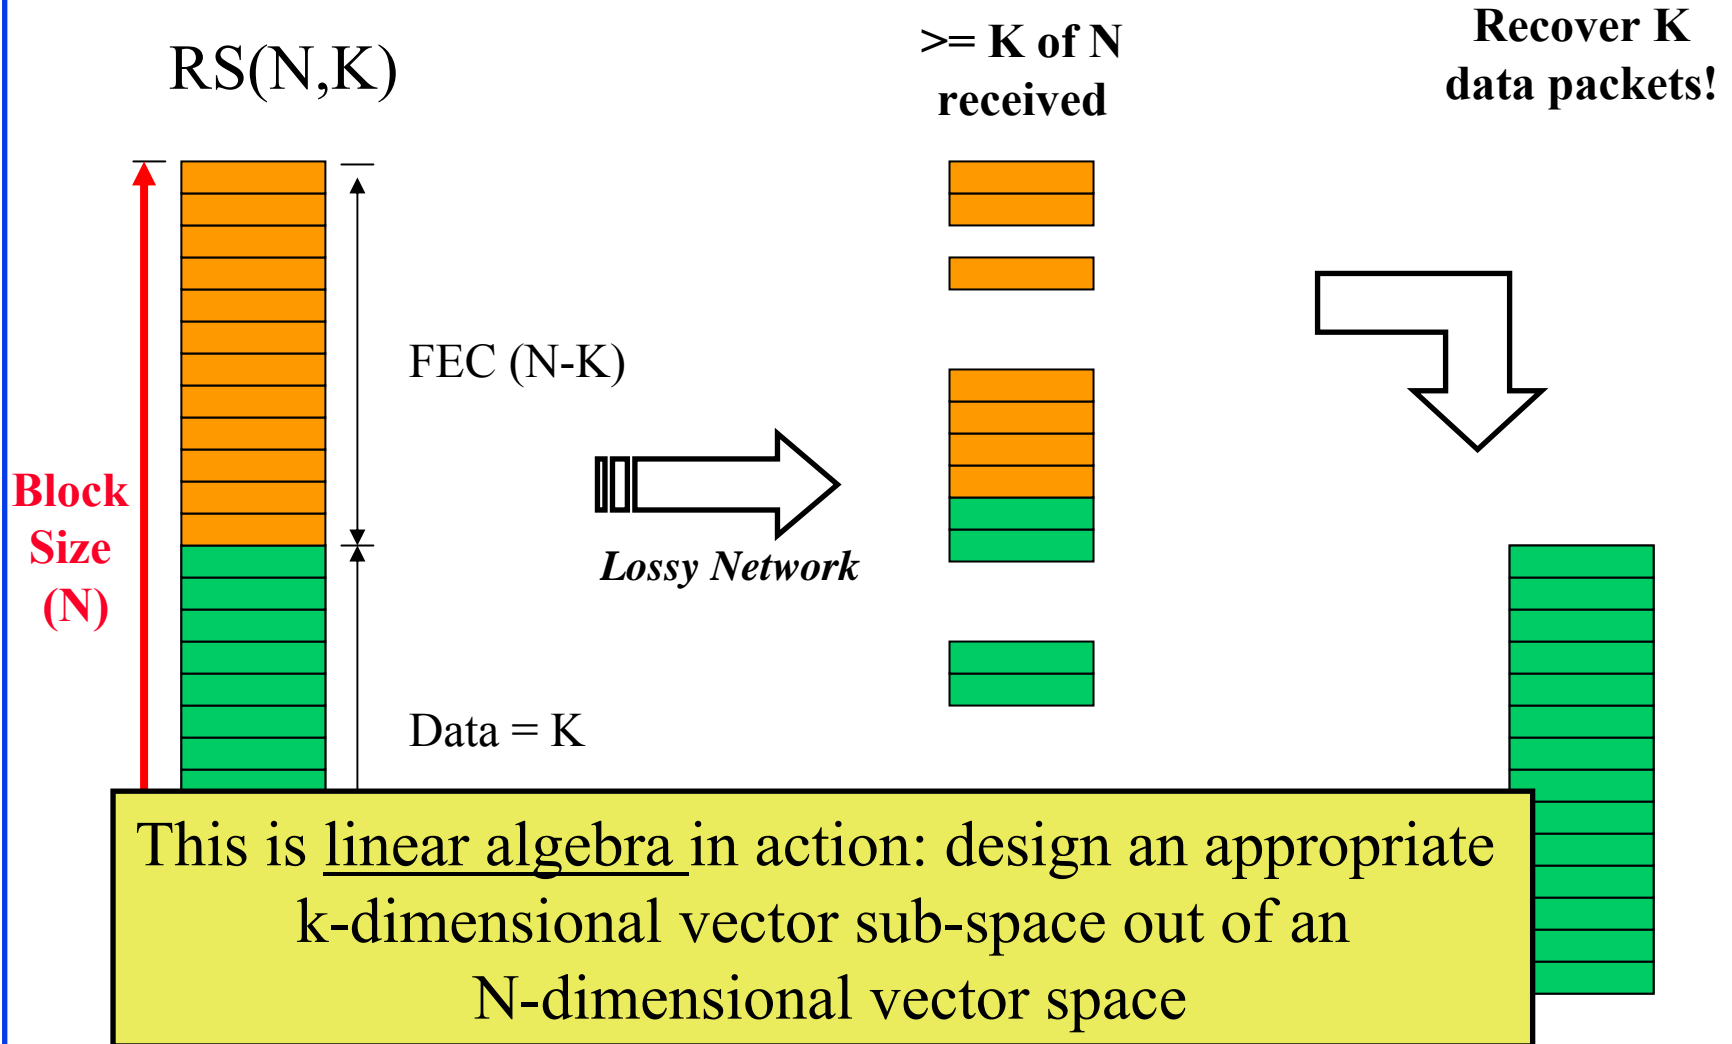 RS(N,K)
>= K of N
received
Recover K
data packets!
FEC (N-K)
Block
Size
(N)
Lossy Network
Data = K
This is linear algebra in action: design an appropriate
k-dimensional vector sub-space out of an
N-dimensional vector space